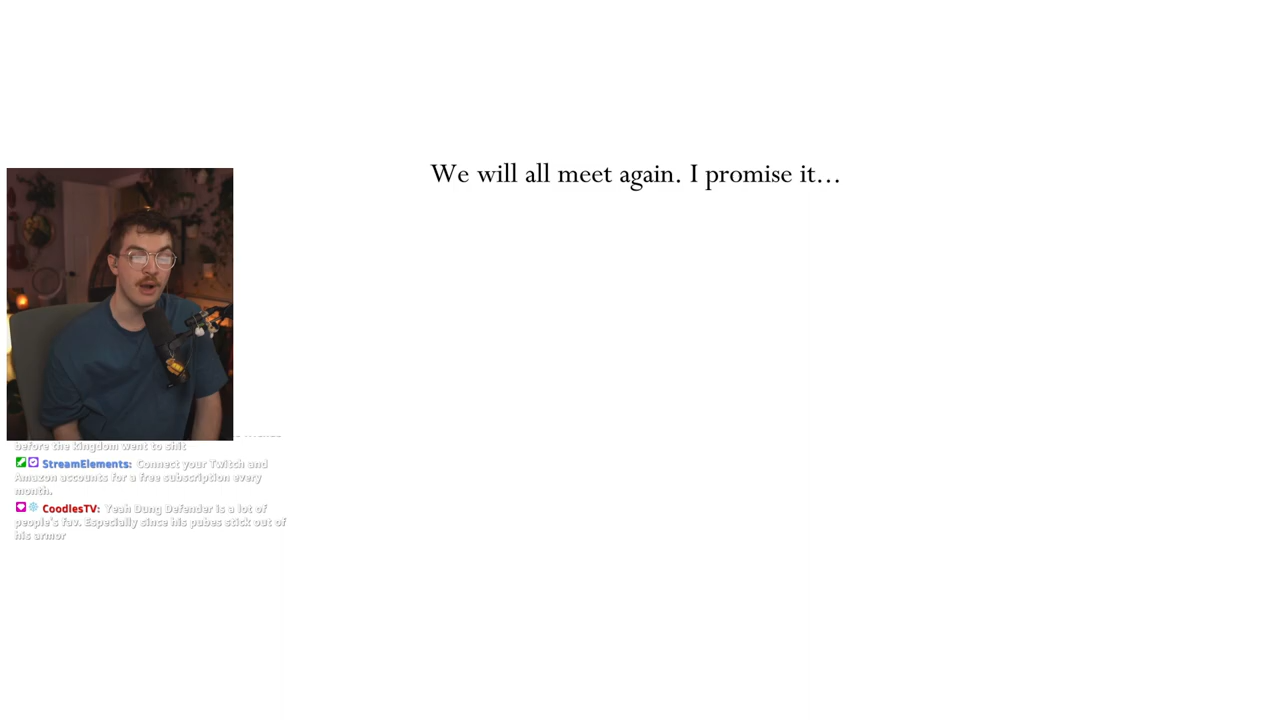 We will all meet again. I promise it...
before the kingdom went to shit
StreamElements: Connect your Twitch and
Amazon accounts for a free subscription every
month.
CoodlesTV: Yeah Dung Defender is a lot of
people's fav. Especially since his pubes stick out of
his armor